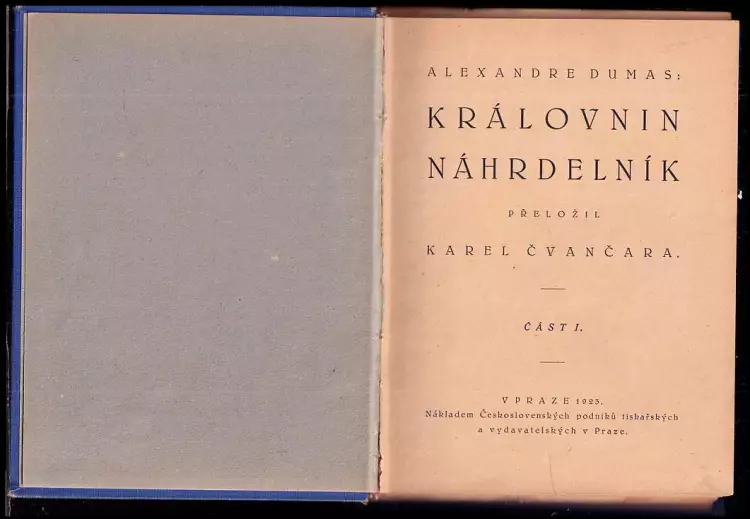 ALEXANDRE DUMAS:
KRÁLOVNIN
NÁHRDELNÍK
PŘELOŽIL
KAREL ČVANČARA.
ČÁST I.
V PRAZE 1923.
Nákladem Československých podniků tiskařských
a vydavatelských v Praze.